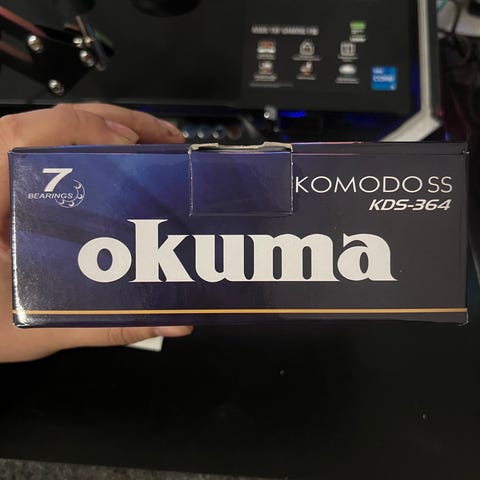 7
BEARINGS
KOMODO SS
KDS-364
okuma